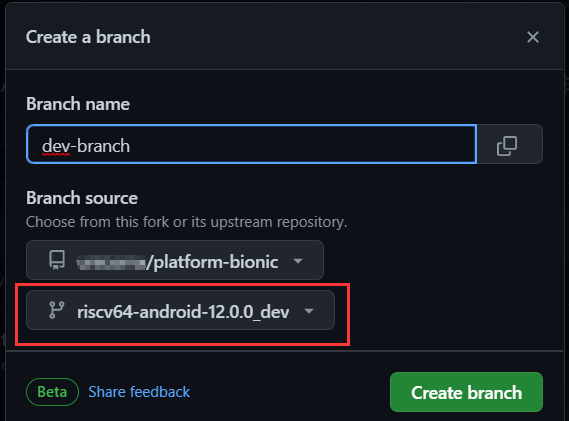 Create a branch
Branch name
dev-branch
Branch source
Choose from this fork or its upstream repository.
/platform-bionic
riscv64-android-12.0.0_dev
Beta Share feedback
Create branch